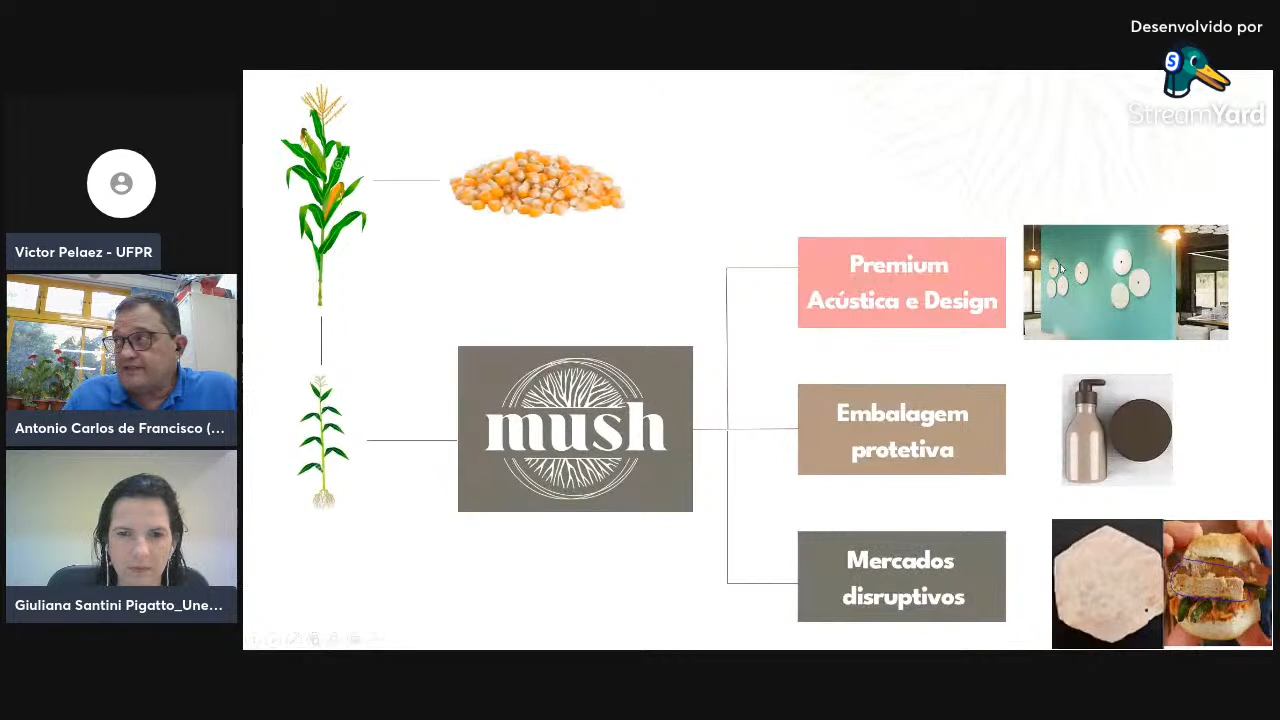 Desenvolvido por
S
StreamYard
Victor Pelaez - UFPR
Antonio Carlos de Francisco (...
Giuliana Santini Pigatto_Une...
mush
Premium
Acústica e Design
Embalagem
protetiva
Mercados
disruptivos